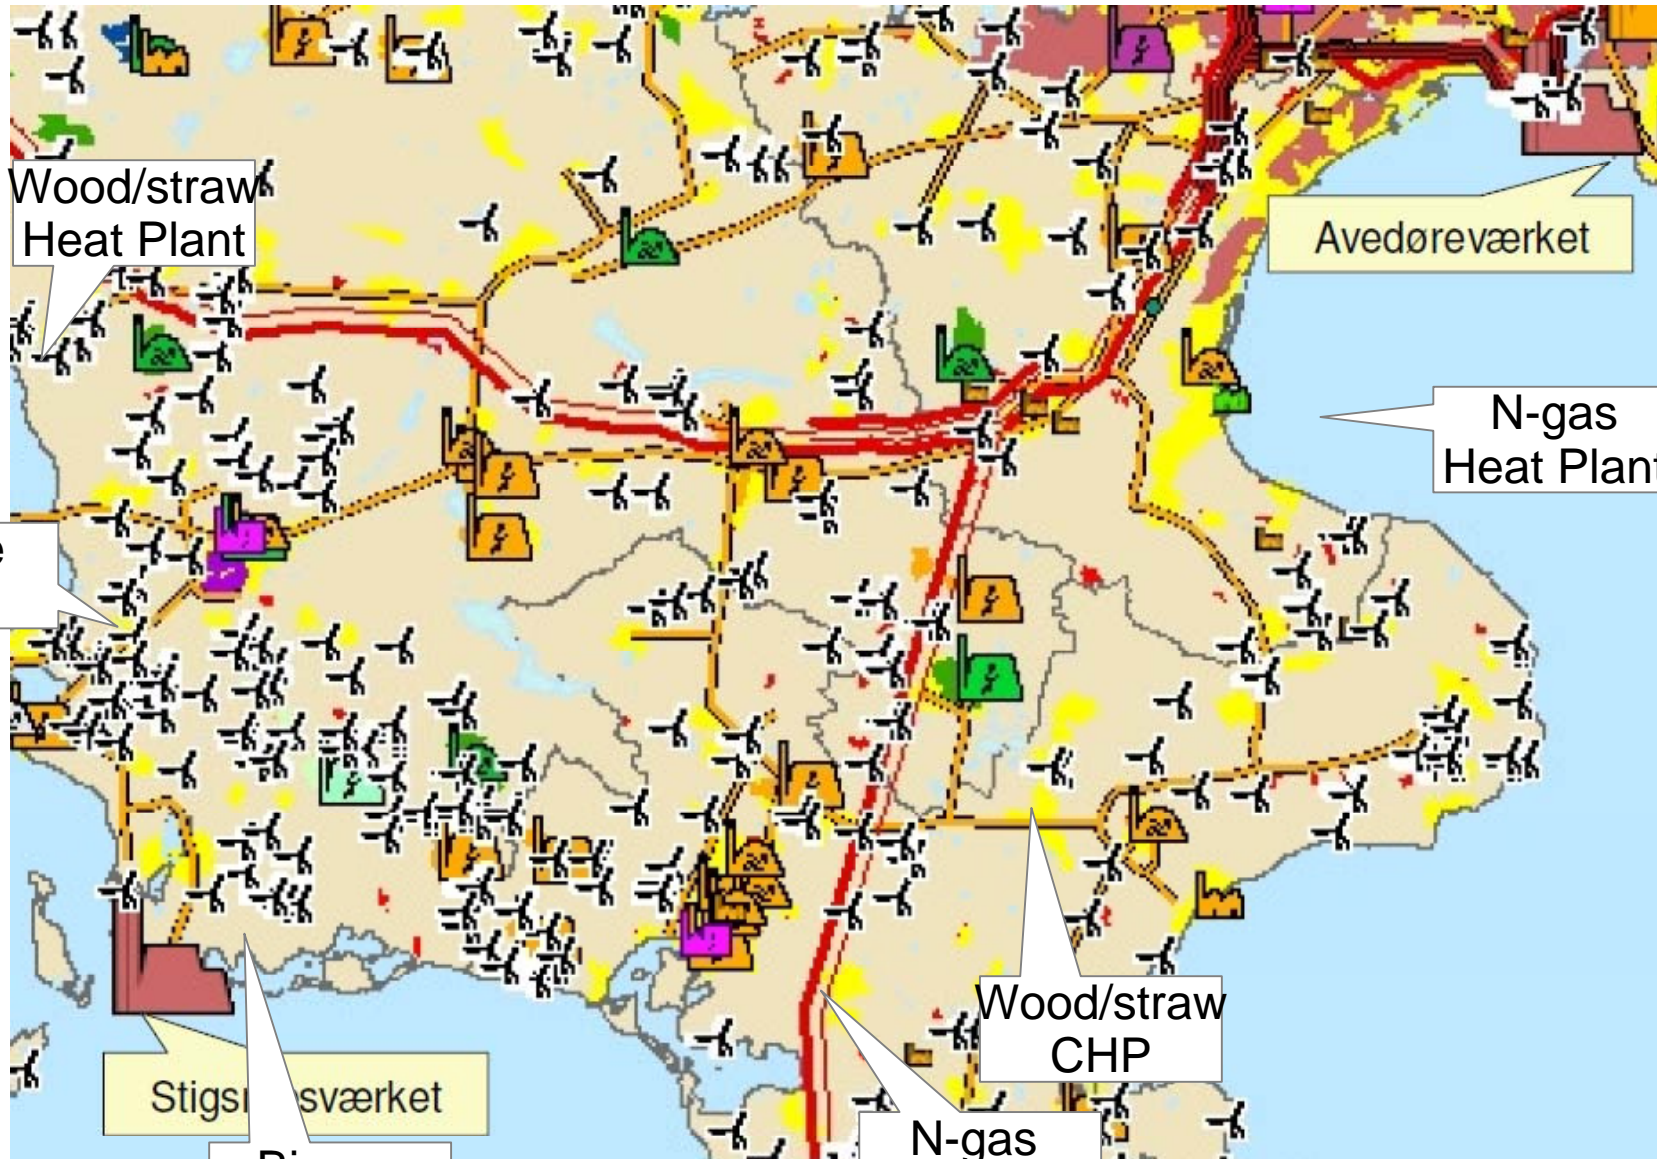 Wood/straw
Heat Plant
Avedøreværket
N-gas
Heat Plant
Wood/straw
CHP
N-gas